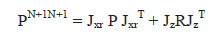 P^{N+1N+1} = J_{xr} P J_{xr}^T + J_z R J_z^T